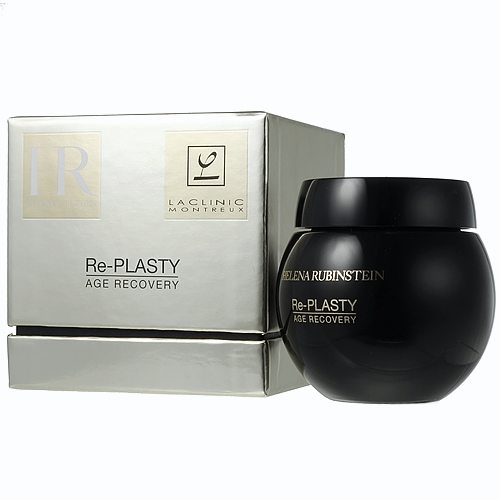 HR
LACLINIC
MONTREUX
Re-PLASTY
AGE RECOVERY
HELENA RUBINSTEIN
Re-PLASTY
AGE RECOVERY